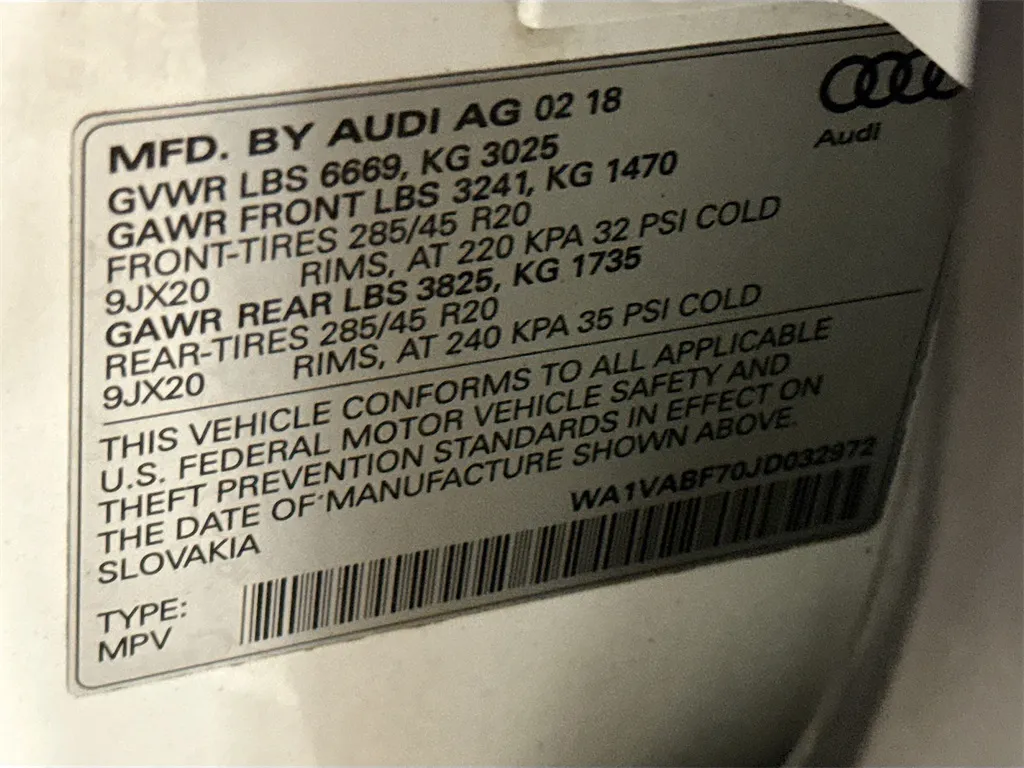 MFD. BY AUDI AG 02 18
GVWR LBS 6669, KG 3025
GAWR FRONT LBS 3241, KG 1470
FRONT-TIRES 285/45 R20
9JX20 RIMS, AT 220 KPA 32 PSI COLD
GAWR REAR LBS 3825, KG 1735
REAR-TIRES 285/45 R20
9JX20 RIMS, AT 240 KPA 35 PSI COLD
Audi
THIS VEHICLE CONFORMS TO ALL APPLICABLE
U.S. FEDERAL MOTOR VEHICLE SAFETY AND
THEFT PREVENTION STANDARDS IN EFFECT ON
THE DATE OF MANUFACTURE SHOWN ABOVE.
SLOVAKIA
WA1VABF70JD032972
TYPE:
MPV